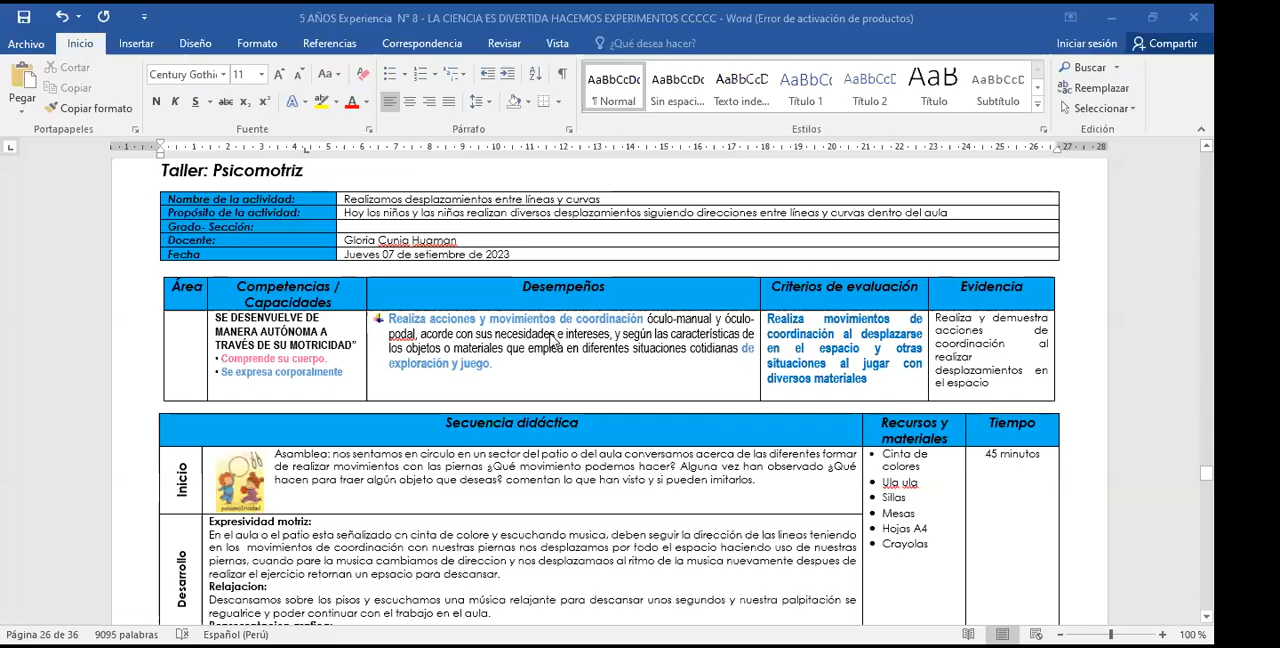 5 AÑOS Experiencia N° 8 - LA CIENCIA ES DIVERTIDA HACEMOS EXPERIMENTOS CCCCC - Word (Error de activación de productos)
Archivo Inicio Insertar Diseño Formato Referencias Correspondencia Revisar Vista ¿Qué desea hacer? Iniciar sesión Compartir
Pegar
Cortar
Copiar
Copiar formato
Portapapeles
Century Gothi 11
Fuente
Párrafo
AaBbCcDc AaBbCcDc AaBbCcD AaBbCc AaBbCcD AaB AaBbCcD
¶ Normal Sin espaci... Texto inde... Título 1 Título 2 Título Subtítulo
Estilos
Buscar
Reemplazar
Seleccionar
Edición
Taller: Psicomotriz
Nombre de la actividad: Realizamos desplazamientos entre líneas y curvas
Propósito de la actividad: Hoy los niños y las niñas realizan diversos desplazamientos siguiendo direcciones entre líneas y curvas dentro del aula
Grado- Sección:
Docente: Gloria Cunia Huaman
Fecha Jueves 07 de setiembre de 2023
Área
Competencias /
Capacidades
Desempeños
Criterios de evaluación
Evidencia
SE DESENVUELVE DE
MANERA AUTÓNOMA A
TRAVÉS DE SU MOTRICIDAD”
• Comprende su cuerpo.
• Se expresa corporalmente
Realiza acciones y movimientos de coordinación óculo-manual y óculo-
podal, acorde con sus necesidades e intereses, y según las características de
los objetos o materiales que emplea en diferentes situaciones cotidianas de
exploración y juego.
Realiza movimientos de
coordinación al desplazarse
en el espacio y otras
situaciones al jugar con
diversos materiales
Realiza y demuestra
acciones de
coordinación al
realizar
desplazamientos en
el espacio
Secuencia didáctica
Recursos y
materiales
Tiempo
Inicio
psicomotricidad
Asamblea: nos sentamos en circulo en un sector del patio o del aula conversamos acerca de las diferentes formar
de realizar movimientos con las piernas ¿Qué movimiento podemos hacer? Alguna vez han observado ¿Qué
hacen para traer algún objeto que deseas? comentan lo que han visto y si pueden imitarlos.
• Cinta de
colores
• Ula ula
• Sillas
• Mesas
• Hojas A4
• Crayolas
45 minutos
Desarrollo
Expresividad motriz:
En el aula o el patio esta señalizado cn cinta de colore y escuchando musica, deben seguir la dirección de las lineas teniendo
en los movimientos de coordinación con nuestras piernas nos desplazamos por todo el espacio haciendo uso de nuestras
piernas, cuando pare la musica cambiamos de direccion y nos desplazamos al ritmo de la musica nuevamente despues de
realizar el ejercicio retornan un epsacio para descansar.
Relajacion:
Descansamos sobre los pisos y escuchamos una música relajante para descansar unos segundos y nuestra palpitación se
regualrice y poder continuar con el trabajo en el aula.
Página 26 de 36 9095 palabras Español (Perú) 100 %